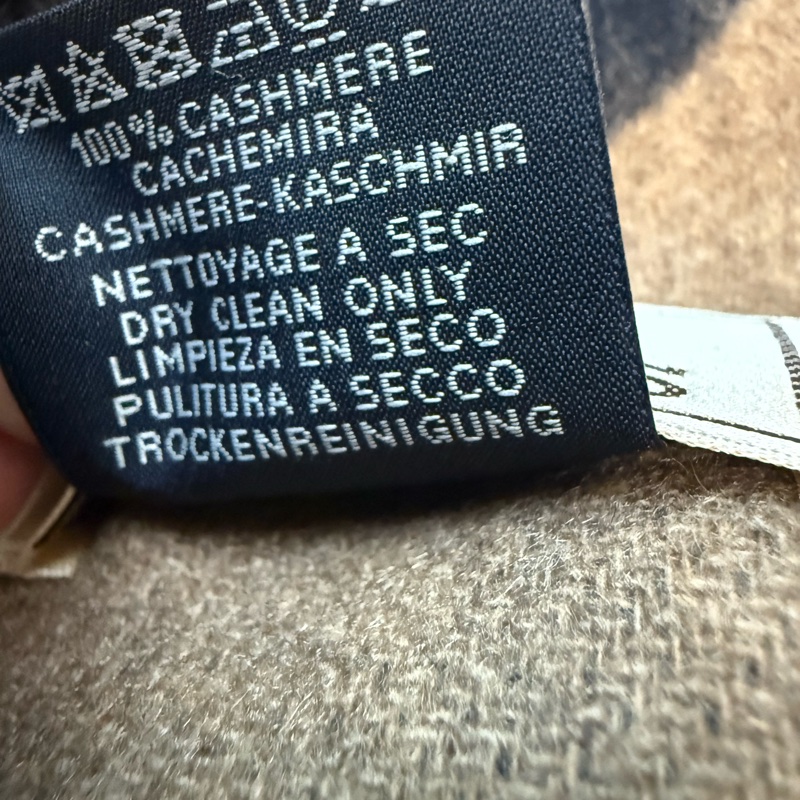 100% CASHMERE
CACHEMIRA
CASHMERE-KASCHMIR
NETTOYAGE A SEC
DRY CLEAN ONLY
LIMPIEZA EN SECO
PULITURA A SECCO
TROCKENREINIGUNG